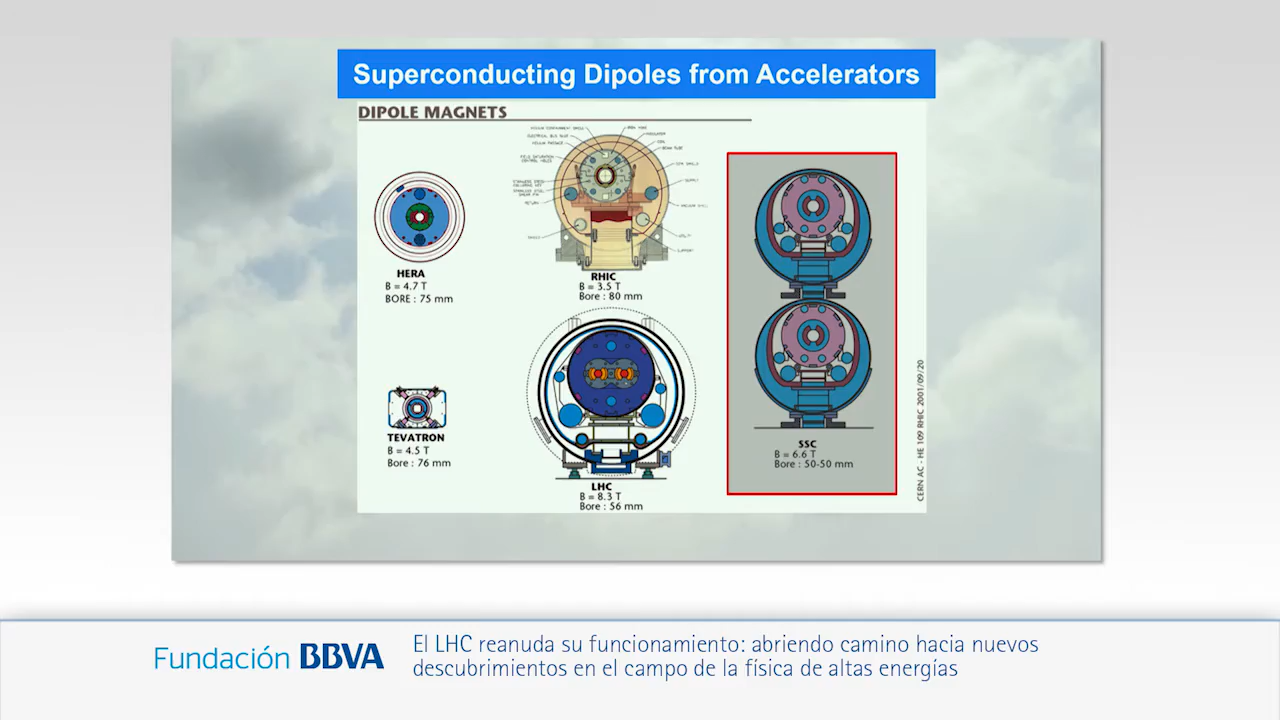 Superconducting Dipoles from Accelerators
DIPOLE MAGNETS
HERA
B = 4.7 T
BORE : 75 mm
RHIC
B = 3.5 T
Bore : 80 mm
TEVATRON
B = 4.5 T
Bore : 76 mm
LHC
B = 8.3 T
Bore : 56 mm
SSC
B = 6.6 T
Bore : 50-50 mm
CERN AC - HE 109 RHIC 2001/09/20
Fundación BBVA
El LHC reanuda su funcionamiento: abriendo camino hacia nuevos
descubrimientos en el campo de la física de altas energías